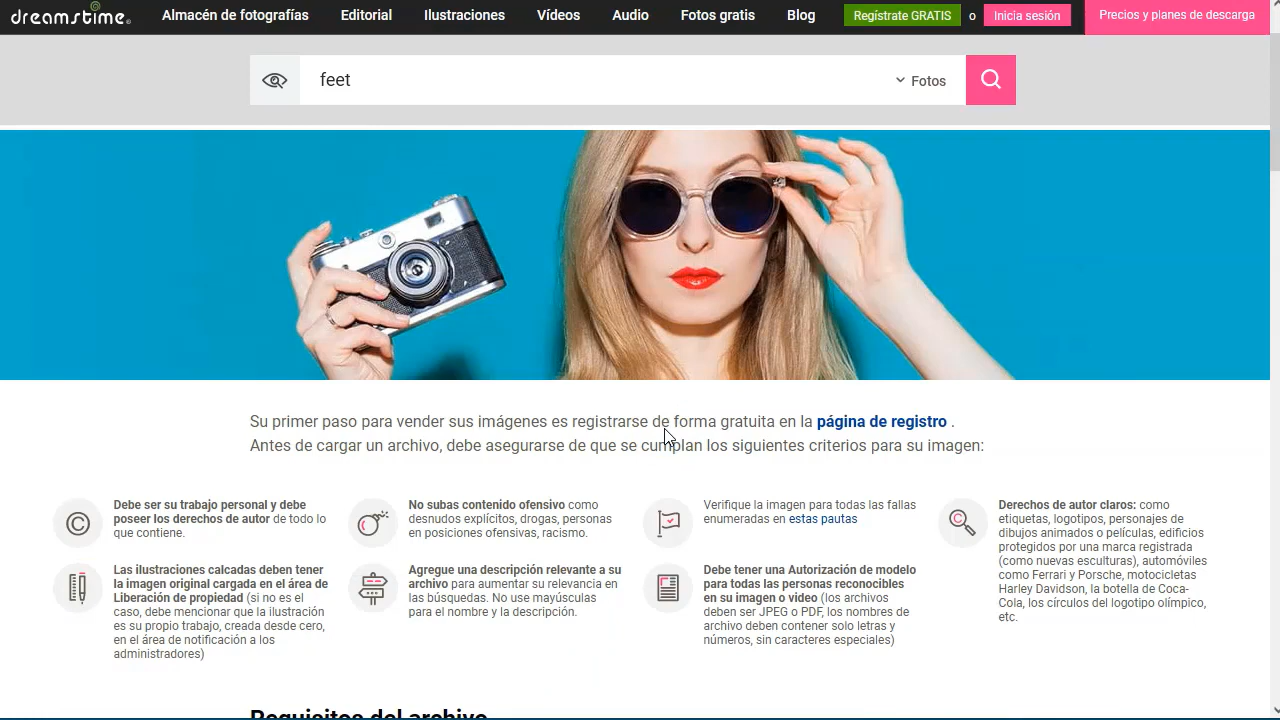 dreamstime.
Almacén de fotografías
Editorial
Ilustraciones
Vídeos
Audio
Fotos gratis
Blog
Regístrate GRATIS
o
Inicia sesión
Precios y planes de descarga
feet
Fotos
Su primer paso para vender sus imágenes es registrarse de forma gratuita en la página de registro .
Antes de cargar un archivo, debe asegurarse de que se cumplan los siguientes criterios para su imagen:
Debe ser su trabajo personal y debe
poseer los derechos de autor de todo lo
que contiene.
No subas contenido ofensivo como
desnudos explícitos, drogas, personas
en posiciones ofensivas, racismo.
Verifique la imagen para todas las fallas
enumeradas en estas pautas
Derechos de autor claros: como
etiquetas, logotipos, personajes de
dibujos animados o películas, edificios
protegidos por una marca registrada
(como nuevas esculturas), automóviles
como Ferrari y Porsche, motocicletas
Harley Davidson, la botella de Coca-
Cola, los círculos del logotipo olímpico,
etc.
Las ilustraciones calcadas deben tener
la imagen original cargada en el área de
Liberación de propiedad (si no es el
caso, debe mencionar que la ilustración
es su propio trabajo, creada desde cero,
en el área de notificación a los
administradores)
Agregue una descripción relevante a su
archivo para aumentar su relevancia en
las búsquedas. No use mayúsculas
para el nombre y la descripción.
Debe tener una Autorización de modelo
para todas las personas reconocibles
en su imagen o video (los archivos
deben ser JPEG o PDF, los nombres de
archivo deben contener solo letras y
números, sin caracteres especiales)
Requisitos del archivo